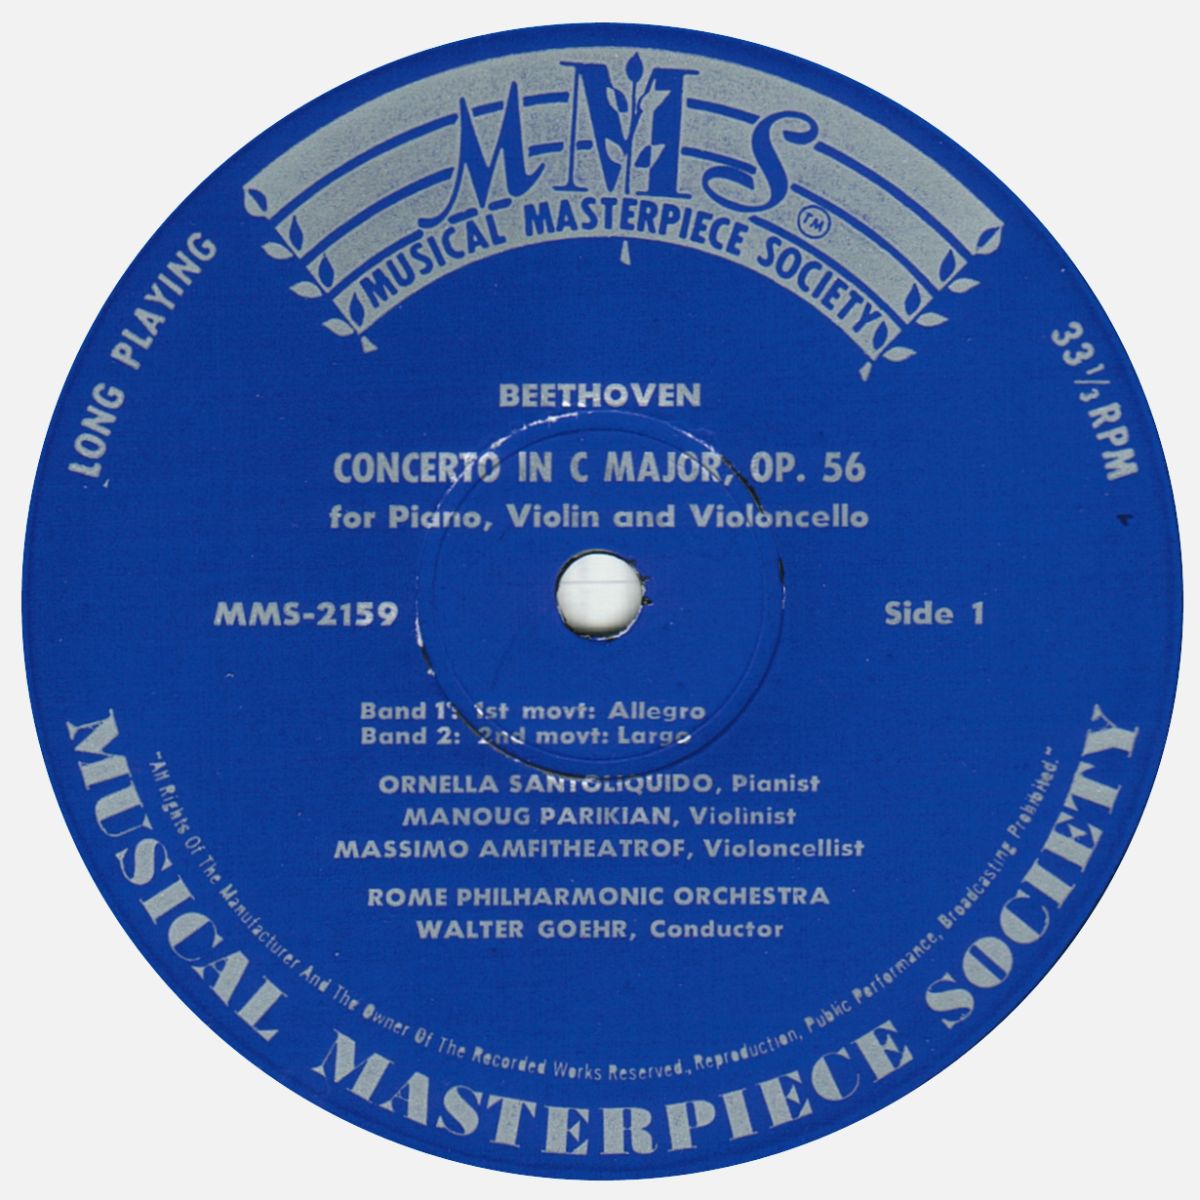 MMS
MUSICAL MASTERPIECE SOCIETY
TM
LONG PLAYING
33 1/3 RPM
BEETHOVEN
CONCERTO IN C MAJOR, OP. 56
for Piano, Violin and Violoncello
MMS-2159
Side 1
Band 1: 1st movt: Allegro
Band 2: 2nd movt: Largo
ORNELLA SANTOLIQUIDO, Pianist
MANOUG PARIKIAN, Violinist
MASSIMO AMFITHEATROF, Violoncellist
ROME PHILHARMONIC ORCHESTRA
WALTER GOEHR, Conductor
"All Rights Of The Manufacturer And The Owner Of The Recorded Works Reserved., Reproduction, Public Performance, Broadcasting Prohibited."
MUSICAL MASTERPIECE SOCIETY